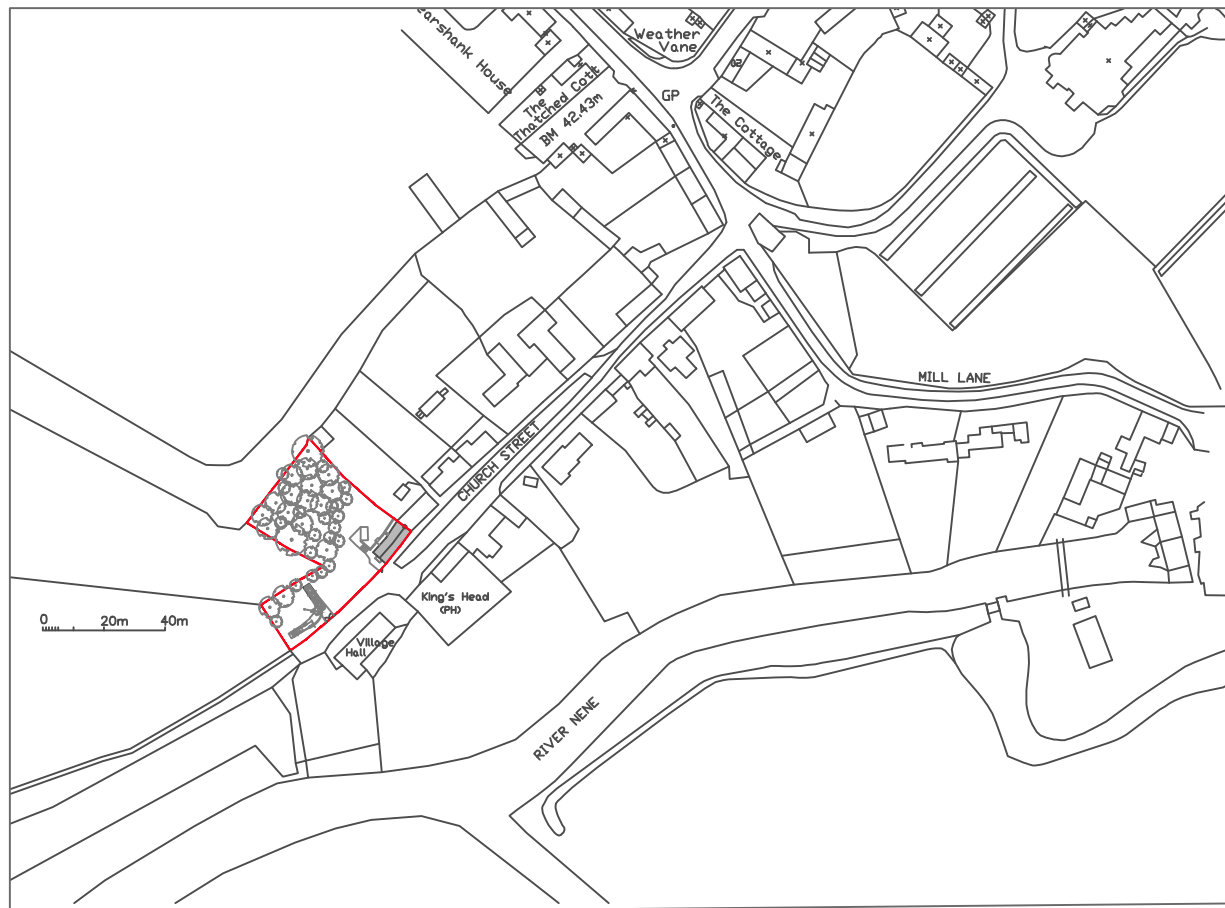 earshank House
Weather
Vane
The
Thatched Cott
BM 42.43m
GP
The Cottage
MILL LANE
CHURCH STREET
King's Head
(PH)
0 20m 40m
Village
Hall
RIVER NENE